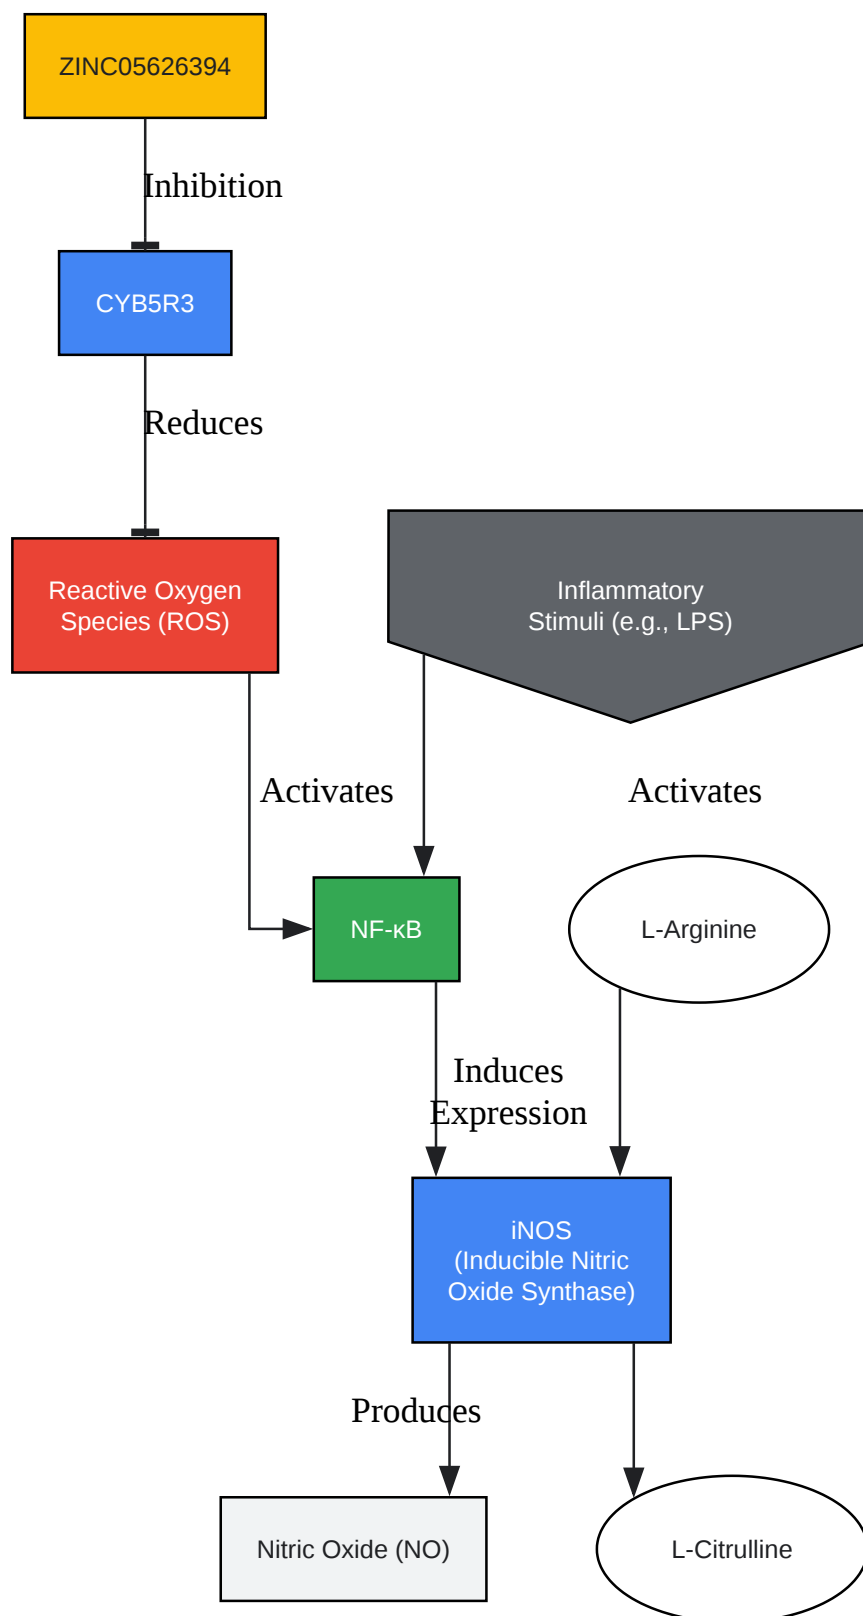 ZINC05626394
Inhibition
CYB5R3
Reduces
Reactive Oxygen
Species (ROS)
Inflammatory
Stimuli (e.g., LPS)
Activates
Activates
NF-κB
L-Arginine
Induces
Expression
iNOS
(Inducible Nitric
Oxide Synthase)
Produces
Nitric Oxide (NO)
L-Citrulline